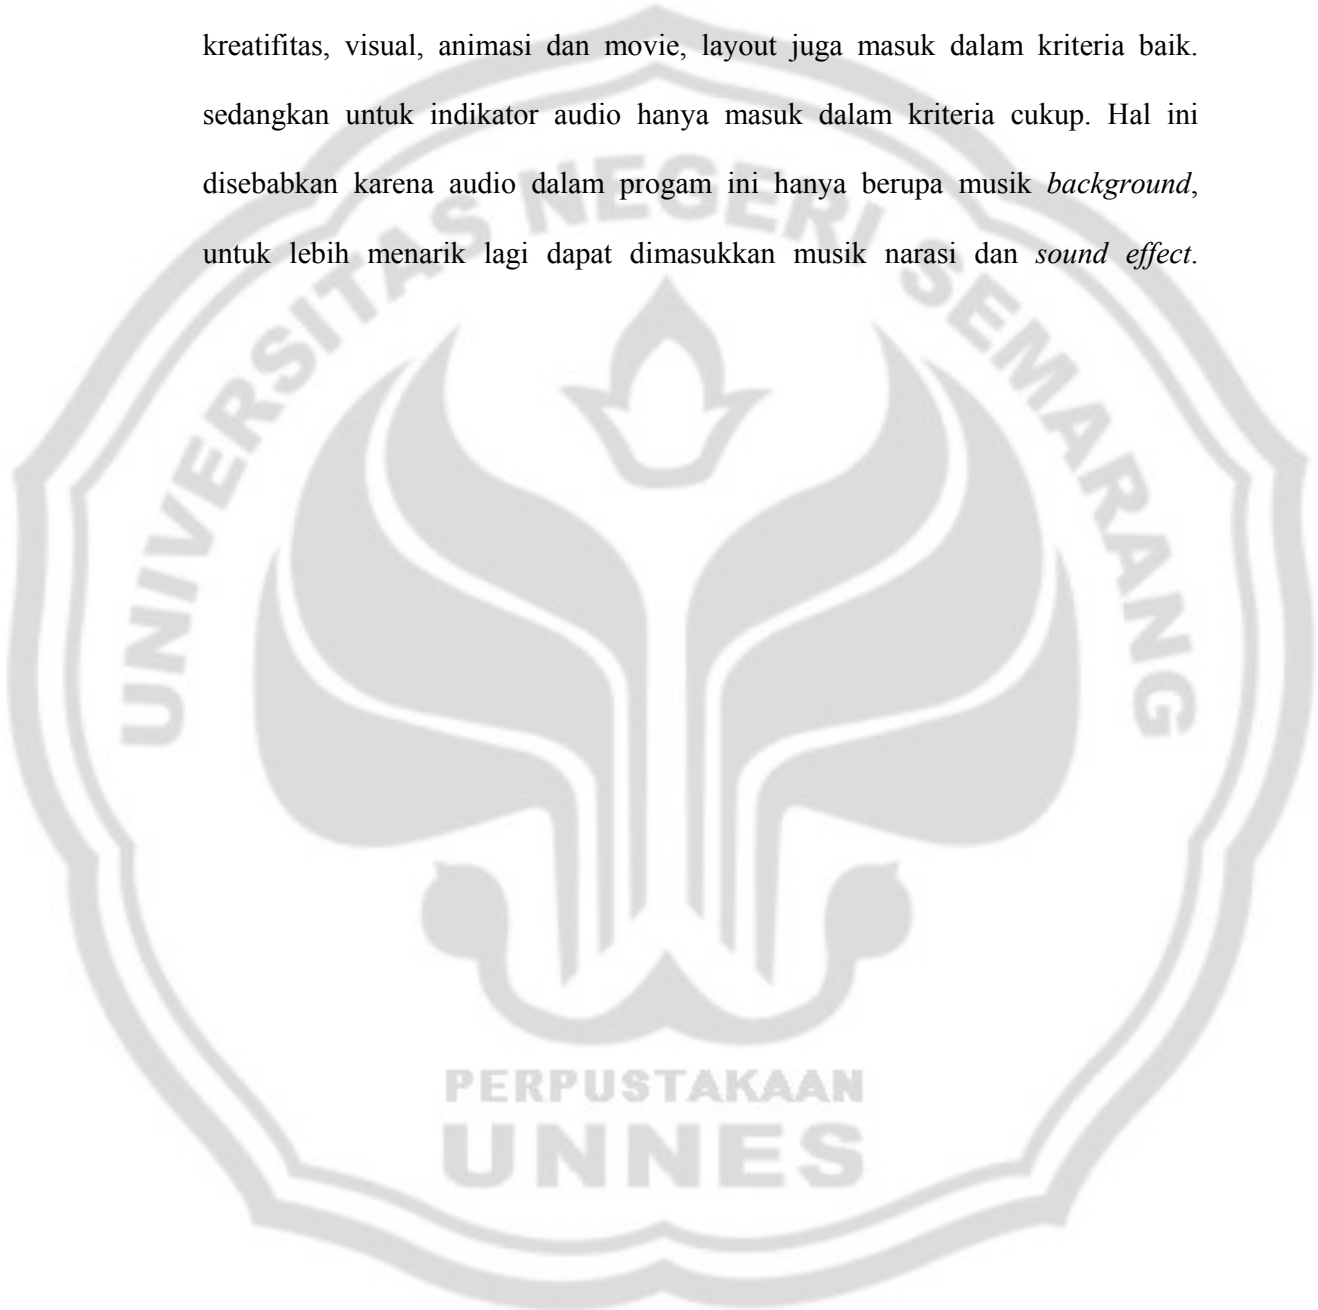 kreatifitas, visual, animasi dan movie, layout juga masuk dalam kriteria baik.
sedangkan untuk indikator audio hanya masuk dalam kriteria cukup. Hal ini
disebabkan karena audio dalam progam ini hanya berupa musik background,
untuk lebih menarik lagi dapat dimasukkan musik narasi dan sound effect.
UNIVERSITAS NEGERI SEMARANG
PERPUSTAKAAN
UNNES